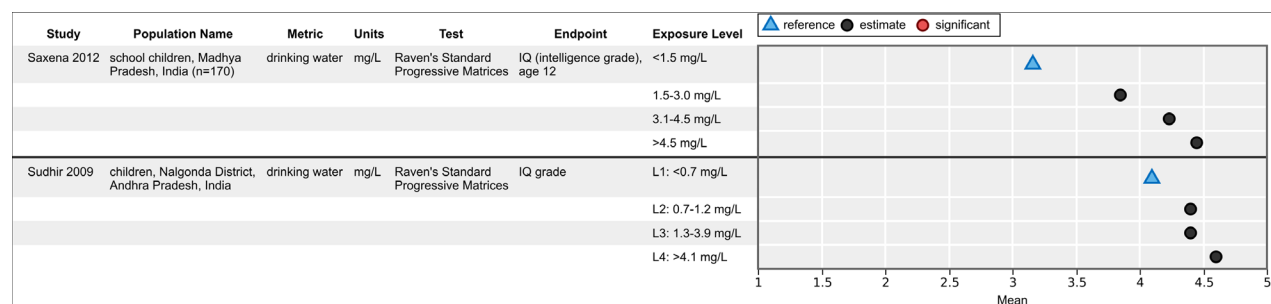 reference estimate significant
Study Population Name Metric Units Test Endpoint Exposure Level
Saxena 2012 school children, Madhya drinking water mg/L Raven's Standard IQ (intelligence grade), <1.5 mg/L
Pradesh, India (n=170) Progressive Matrices age 12
1.5-3.0 mg/L
3.1-4.5 mg/L
>4.5 mg/L
Sudhir 2009 children, Nalgonda District, drinking water mg/L Raven's Standard IQ grade L1: <0.7 mg/L
Andhra Pradesh, India Progressive Matrices
L2: 0.7-1.2 mg/L
L3: 1.3-3.9 mg/L
L4: >4.1 mg/L
1 1.5 2 2.5 3 3.5 4 4.5 5
Mean